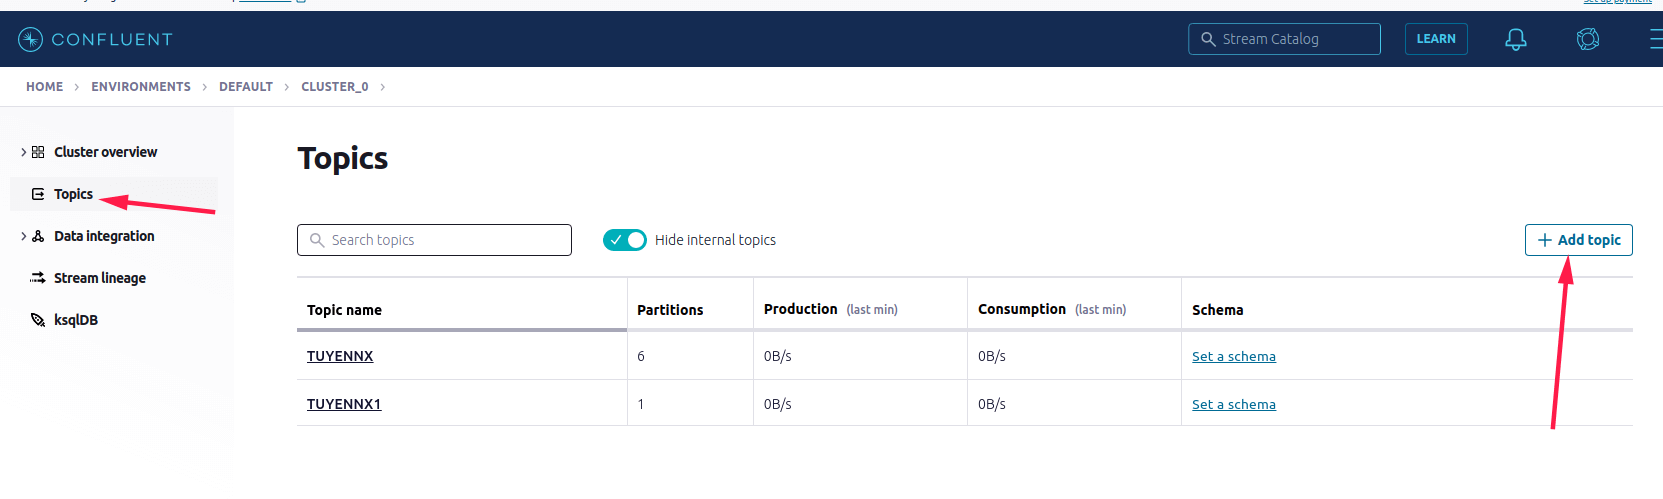 CONFLUENT
Stream Catalog
LEARN
HOME > ENVIRONMENTS > DEFAULT > CLUSTER_0 >
Cluster overview
Topics
Data integration
Stream lineage
ksqlDB
Topics
Search topics
Hide internal topics
+ Add topic
Topic name Partitions Production (last min) Consumption (last min) Schema
TUYENNX 6 0B/s 0B/s Set a schema
TUYENNX1 1 0B/s 0B/s Set a schema